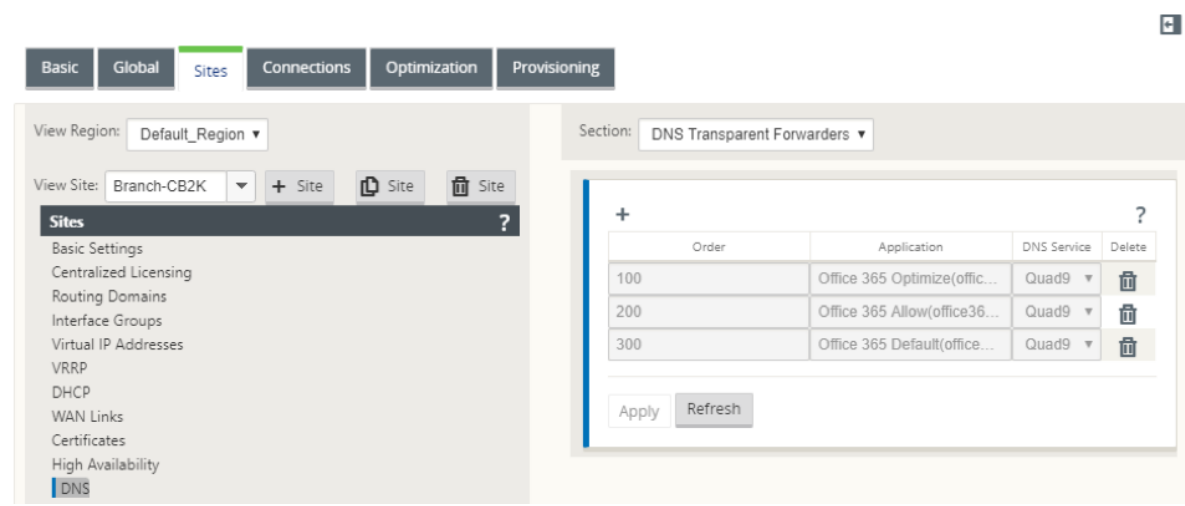 Basic Global Sites Connections Optimization Provisioning
View Region: Default_Region
Section: DNS Transparent Forwarders
View Site: Branch-CB2K + Site Site Site
Sites ?
Basic Settings
Centralized Licensing
Routing Domains
Interface Groups
Virtual IP Addresses
VRRP
DHCP
WAN Links
Certificates
High Availability
DNS
+ ?
Order Application DNS Service Delete
100 Office 365 Optimize(offic... Quad9
200 Office 365 Allow(office36... Quad9
300 Office 365 Default(office... Quad9
Apply Refresh